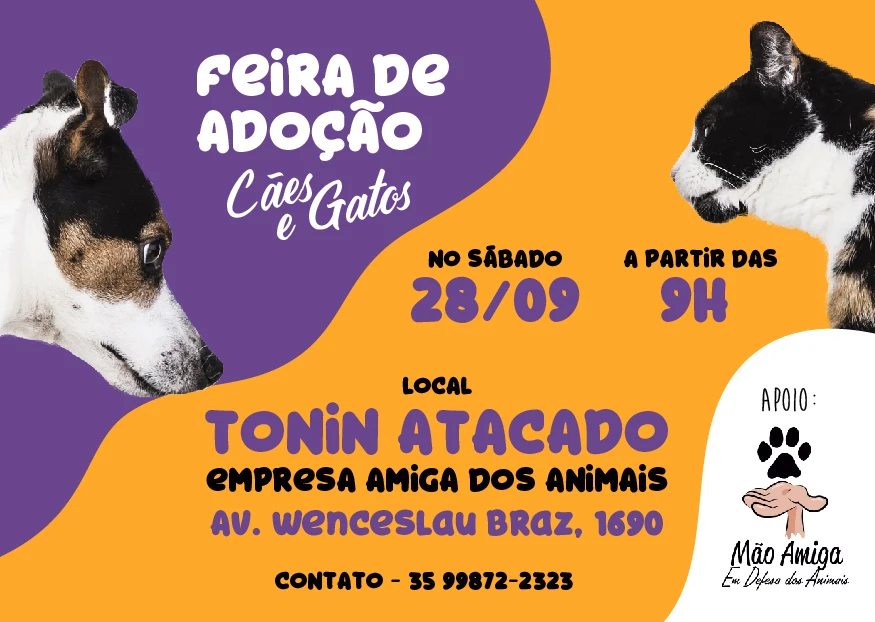 FEIRA DE
ADOÇÃO
Cães
e Gatos
NO SÁBADO
28/09
A PARTIR DAS
9H
LOCAL
TONIN ATACADO
EMPRESA AMIGA DOS ANIMAIS
AV. WENCESLAU BRAZ, 1690
CONTATO - 35 99872-2323
APOIO:
Mão Amiga
Em Defesa dos Animais